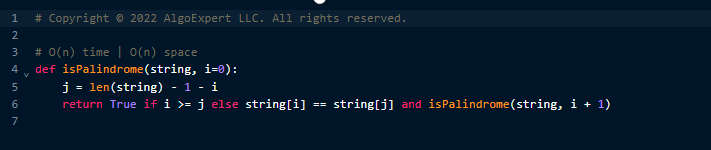 1 # Copyright © 2022 AlgoExpert LLC. All rights reserved.
2
3 # O(n) time | O(n) space
4 def isPalindrome(string, i=0):
5     j = len(string) - 1 - i
6     return True if i >= j else string[i] == string[j] and isPalindrome(string, i + 1)
7